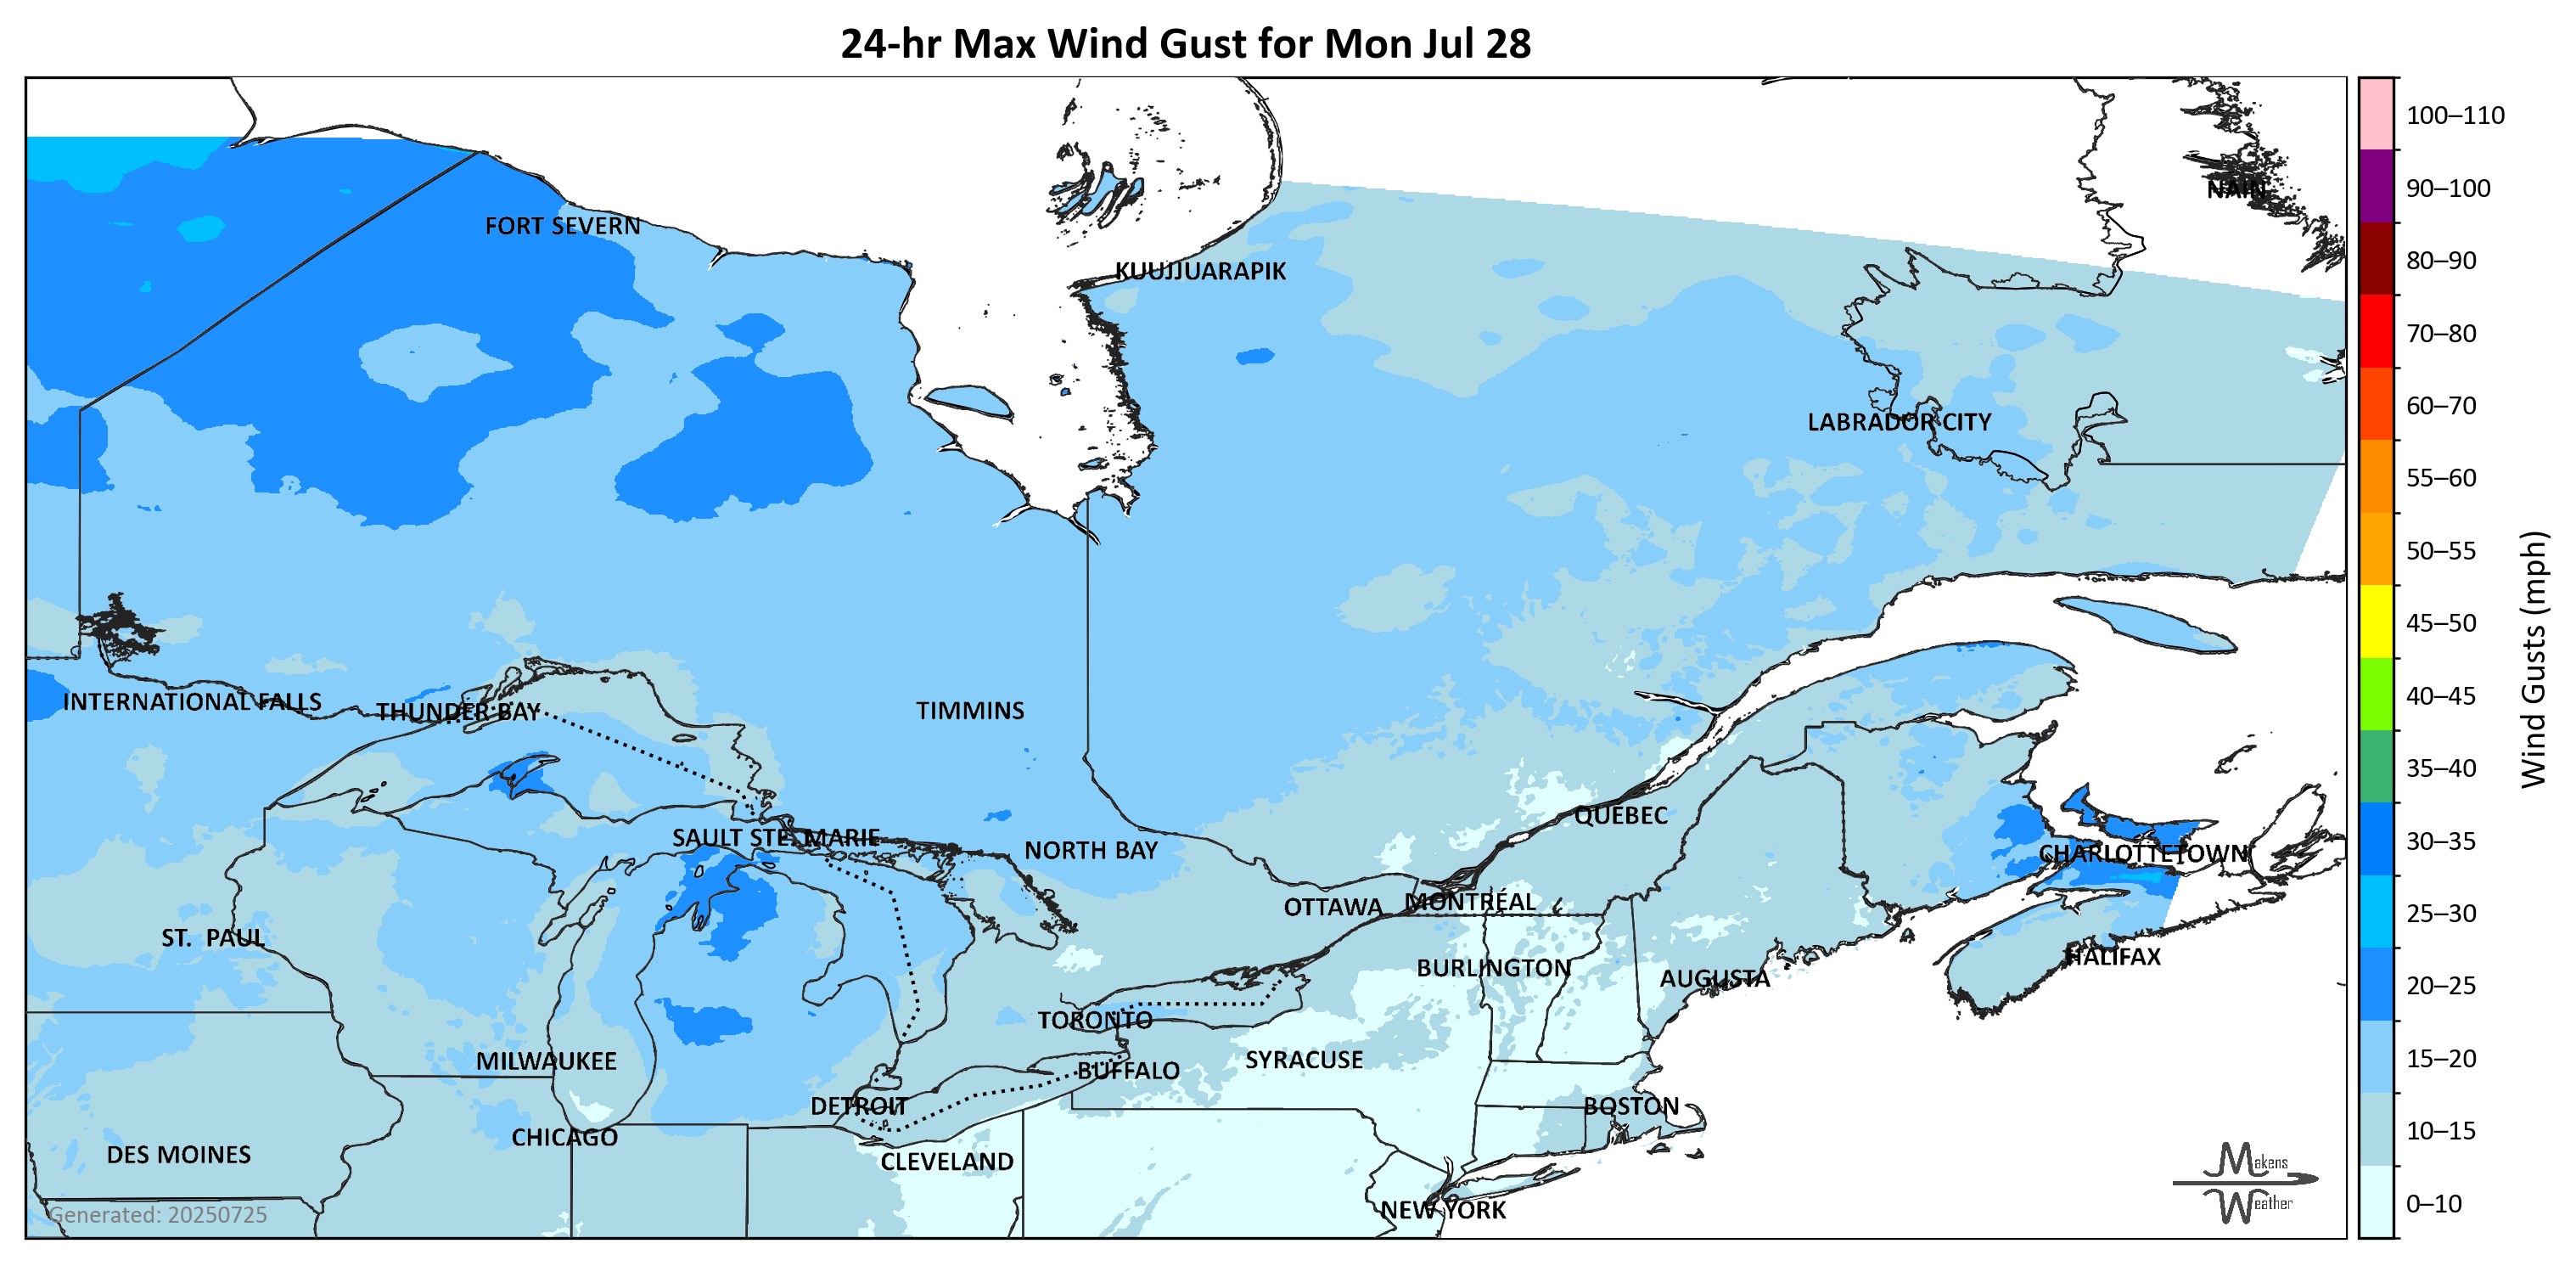 24-hr Max Wind Gust for Mon Jul 28
100–110
90–100
80–90
70–80
60–70
55–60
50–55
45–50
40–45
35–40
30–35
25–30
20–25
15–20
10–15
0–10
Wind Gusts (mph)
NAIN
FORT SEVERN
KUUJJUARAPIK
LABRADOR CITY
INTERNATIONAL FALLS
THUNDER BAY
TIMMINS
QUEBEC
SAULT STE. MARIE
NORTH BAY
CHARLOTTETOWN
OTTAWA
MONTRÉAL
ST. PAUL
HALIFAX
BURLINGTON
AUGUSTA
TORONTO
MILWAUKEE
SYRACUSE
BUFFALO
DETROIT
BOSTON
CHICAGO
DES MOINES
CLEVELAND
NEW YORK
Generated: 20250725
Makens
Weather